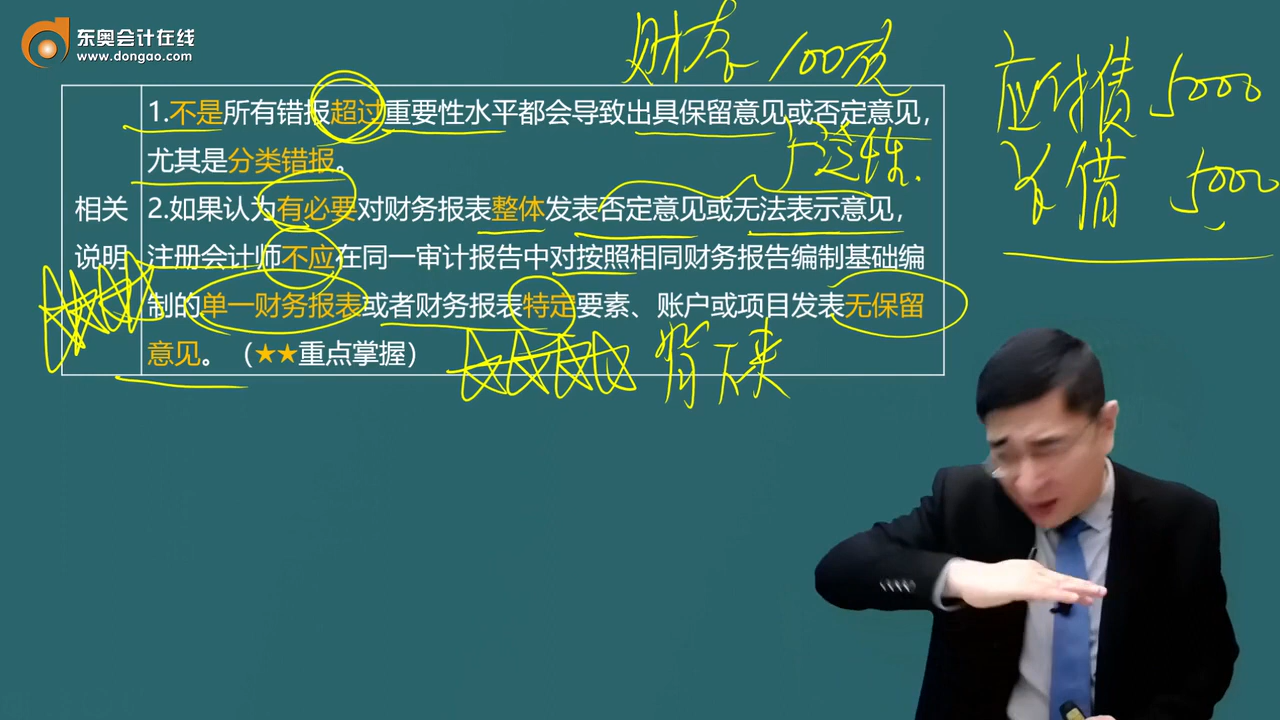 东奥会计在线
www.dongao.com
财务 100万
应付债 5000
长借 5000
1.不是所有错报超过重要性水平都会导致出具保留意见或否定意见，
尤其是分类错报。
广泛性.
相关
说明
2.如果认为有必要对财务报表整体发表否定意见或无法表示意见，
注册会计师不应在同一审计报告中对按照相同财务报告编制基础编
制的单一财务报表或者财务报表特定要素、账户或项目发表无保留
意见。（★★重点掌握）
背下来